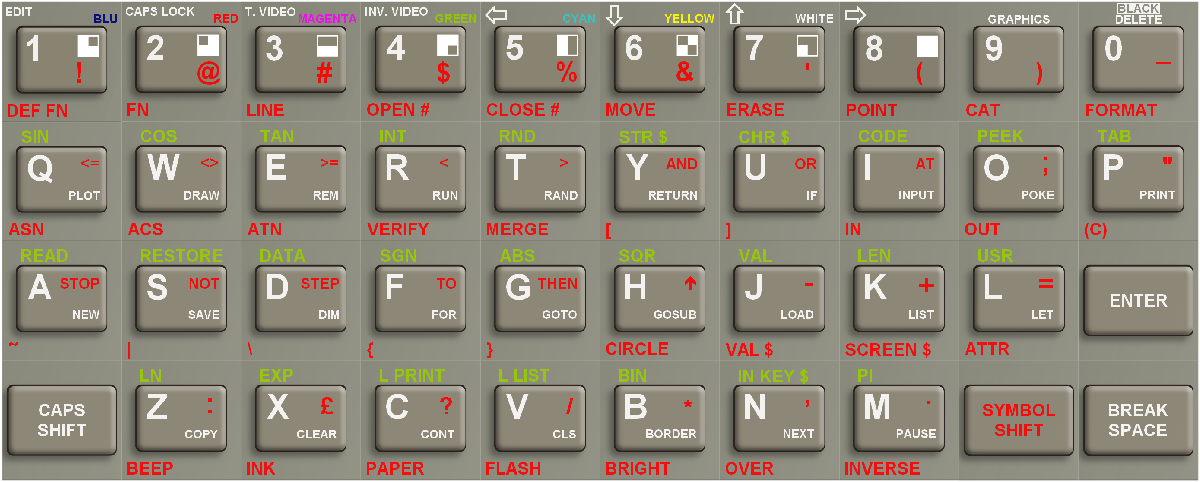 EDIT BLU CAPS LOCK RED T. VIDEO MAGENTA INV. VIDEO GREEN CYAN YELLOW WHITE GRAPHICS BLACK DELETE
1 2 3 4 5 6 7 8 9 0
! @ # $ % & ' ( ) _
DEF FN FN LINE OPEN # CLOSE # MOVE ERASE POINT CAT FORMAT
SIN COS TAN INT RND STR $ CHR $ CODE PEEK TAB
Q <= W <> E >= R < T > Y AND U OR I AT O ; P "
PLOT DRAW REM RUN RAND RETURN IF INPUT POKE PRINT
ASN ACS ATN VERIFY MERGE [ ] IN OUT (C)
READ RESTORE DATA SGN ABS SQR VAL LEN USR
A STOP S NOT D STEP F TO G THEN H ↑ J - K + L = ENTER
NEW SAVE DIM FOR GOTO GOSUB LOAD LIST LET
~ | \ { } CIRCLE VAL $ SCREEN $ ATTR
LN EXP L PRINT L LIST BIN IN KEY $ PI
CAPS SHIFT Z : X £ C ? V / B * N , M . SYMBOL SHIFT BREAK SPACE
COPY CLEAR CONT CLS BORDER NEXT PAUSE
BEEP INK PAPER FLASH BRIGHT OVER INVERSE